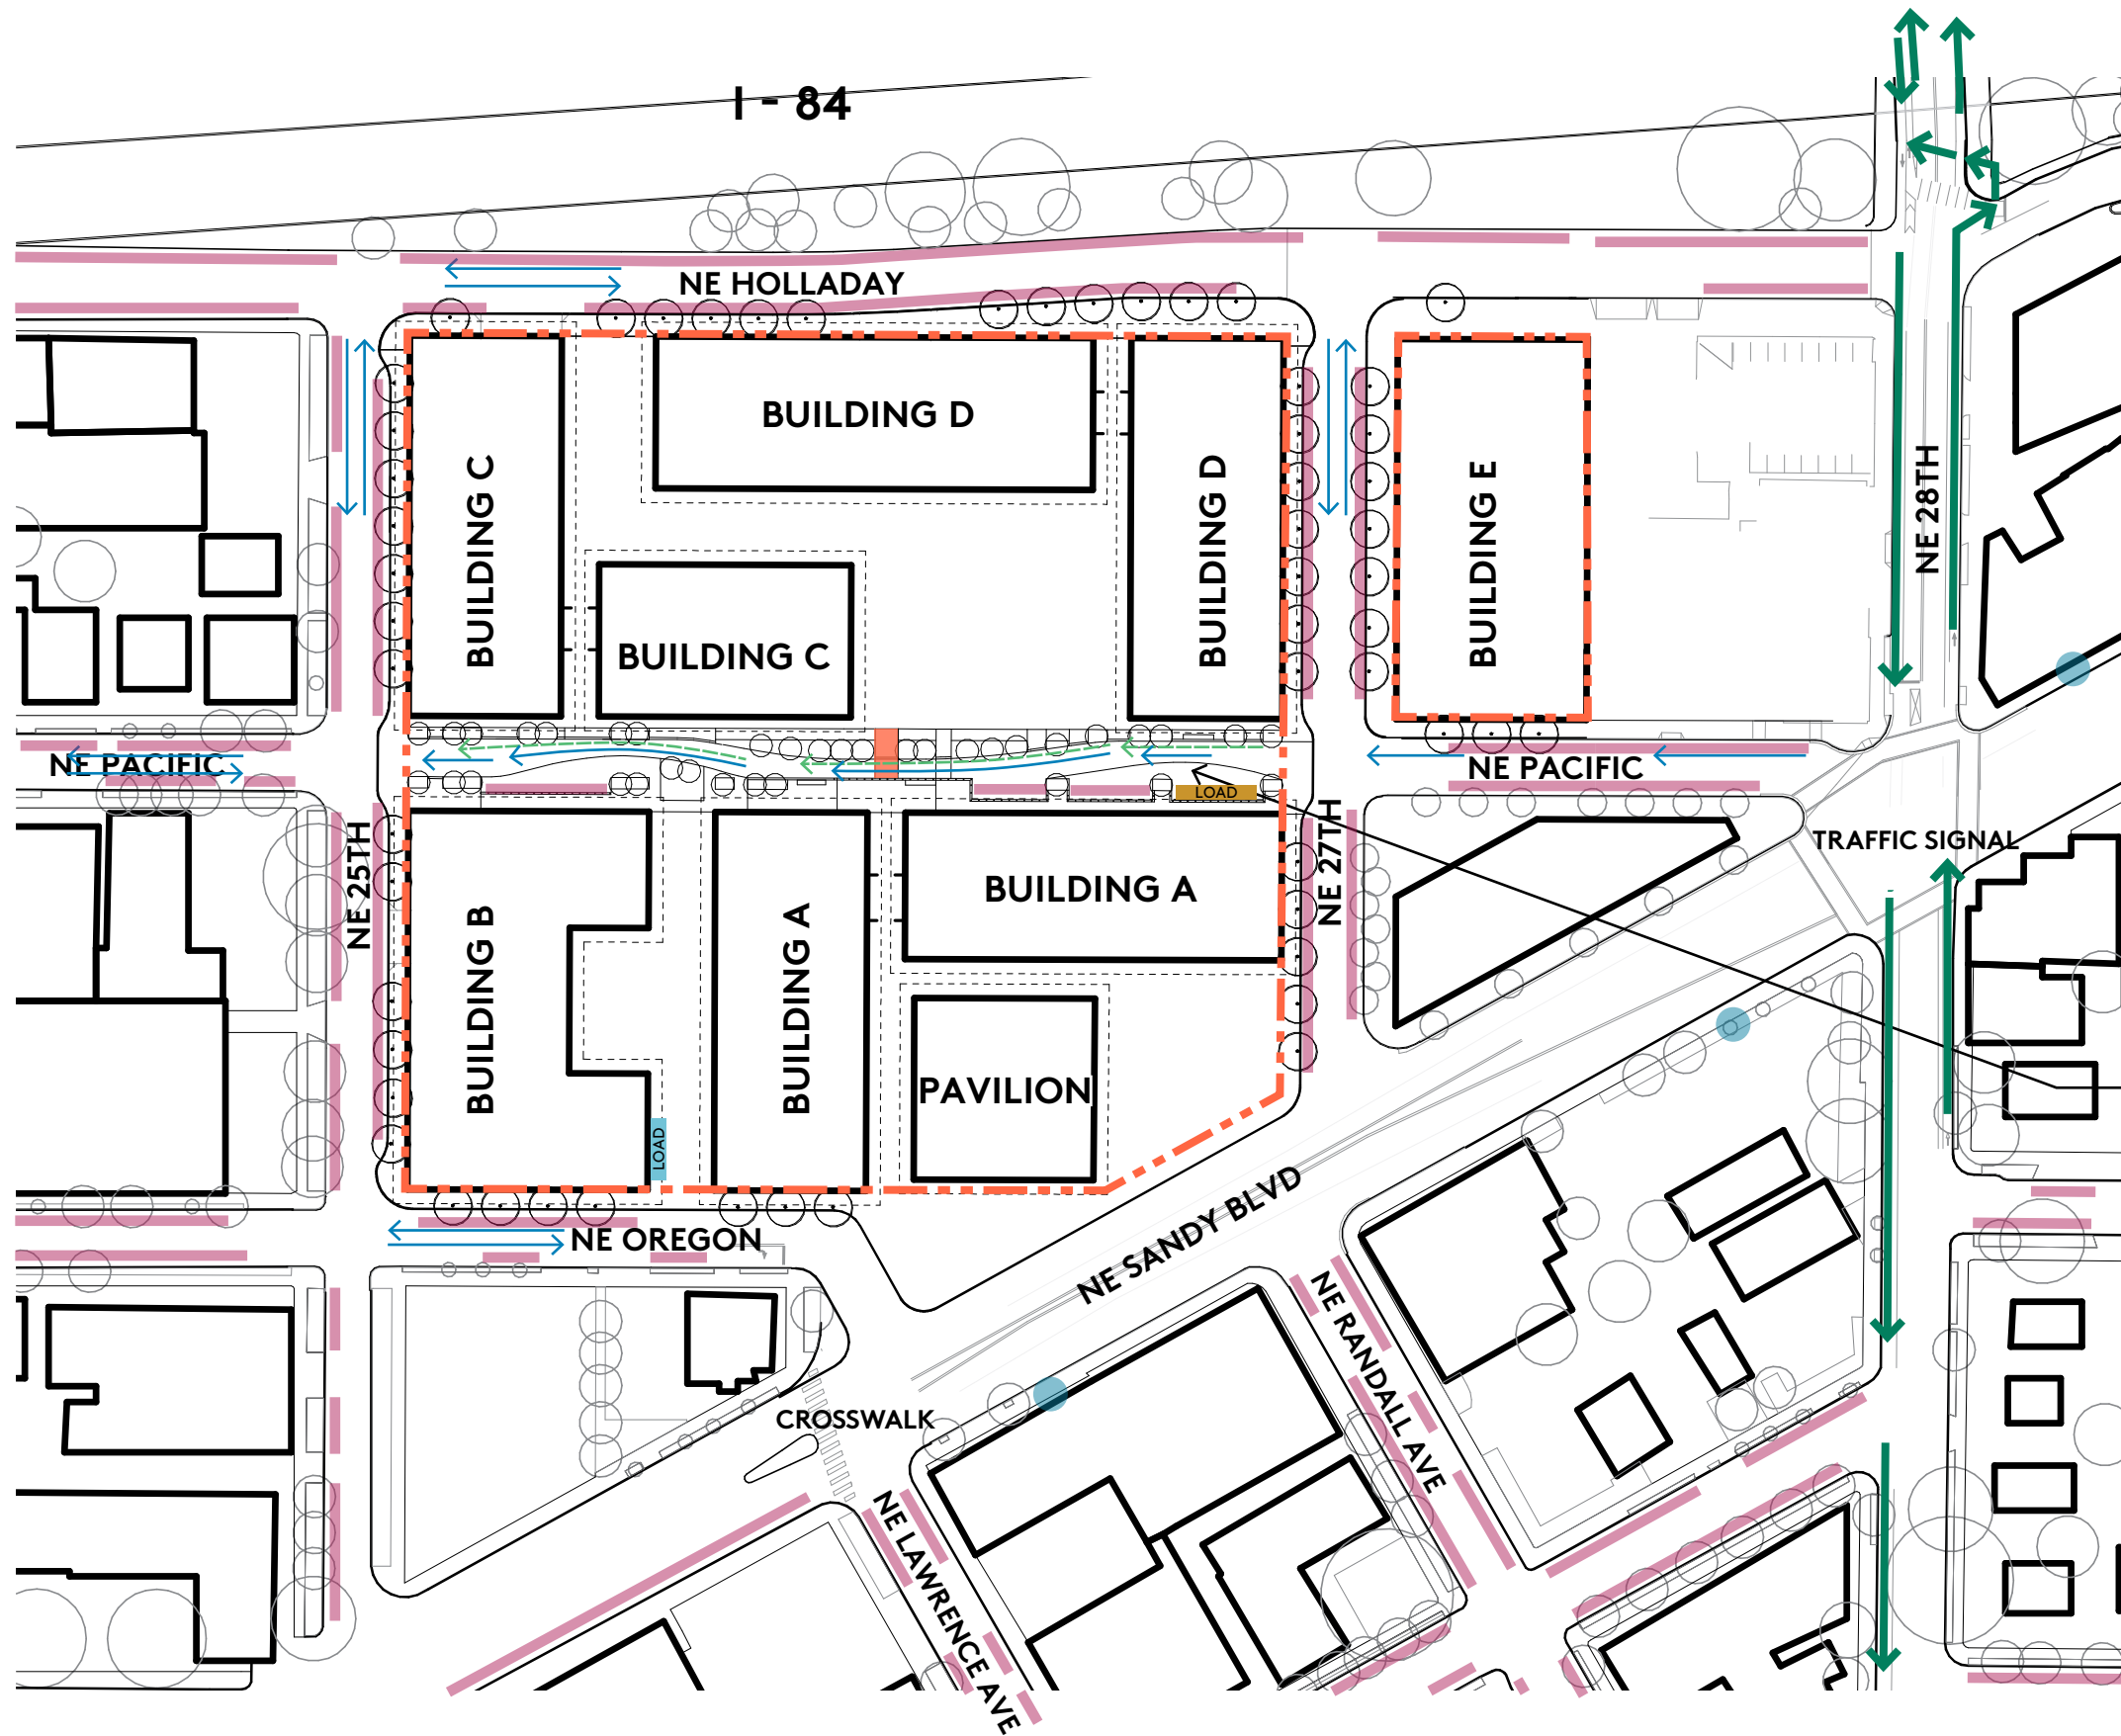 I - 84
NE HOLLADAY
BUILDING D
BUILDING C
BUILDING D
BUILDING E
NE 28TH
BUILDING C
NE PACIFIC
NE PACIFIC
LOAD
NE 25TH
NE 27TH
TRAFFIC SIGNAL
BUILDING A
BUILDING B
BUILDING A
PAVILION
LOAD
NE OREGON
NE SANDY BLVD
NE RANDALL AVE
CROSSWALK
NE LAWRENCE AVE